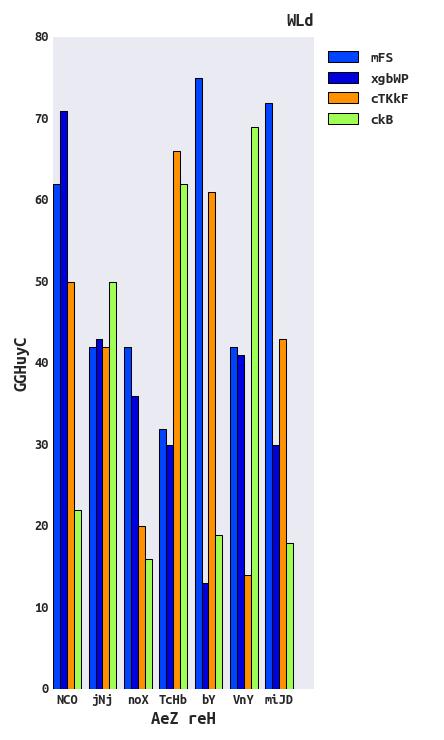 WLd
mFS
xgbWP
cTKkF
ckB
GGHuyC
80
70
60
50
40
30
20
10
0
NCO jNj noX TcHb bY VnY miJD
AeZ reH